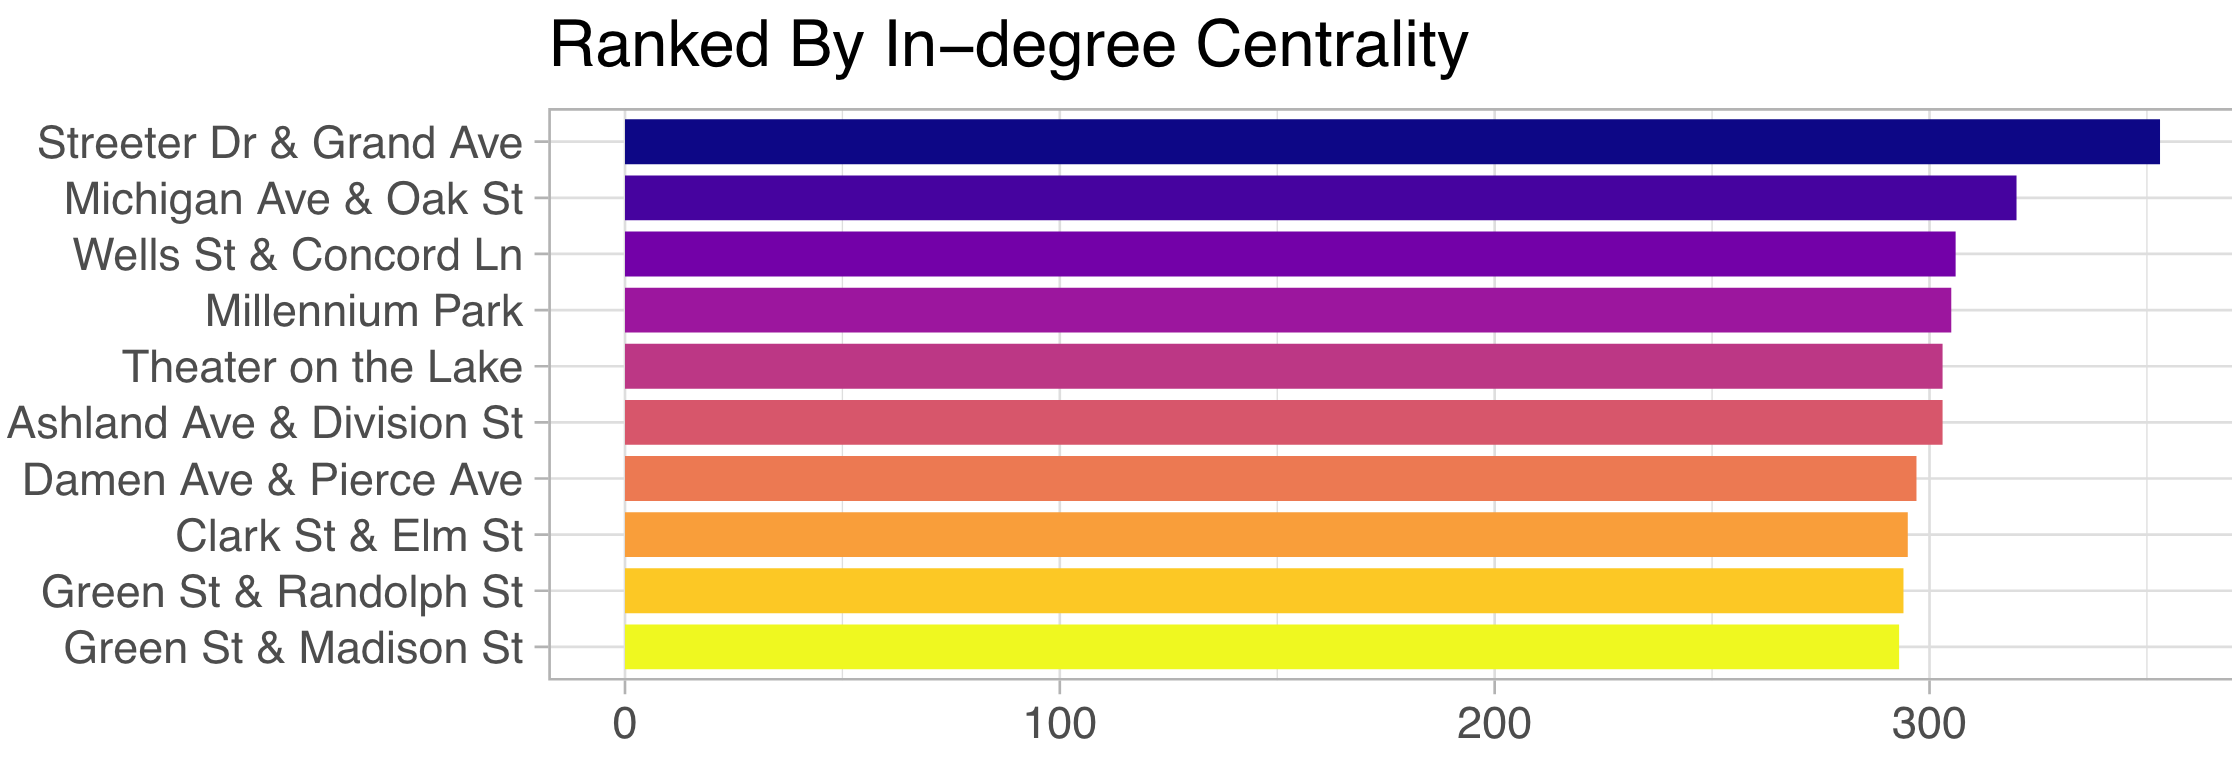 Ranked By In−degree Centrality
Streeter Dr & Grand Ave
Michigan Ave & Oak St
Wells St & Concord Ln
Millennium Park
Theater on the Lake
Ashland Ave & Division St
Damen Ave & Pierce Ave
Clark St & Elm St
Green St & Randolph St
Green St & Madison St
0 100 200 300